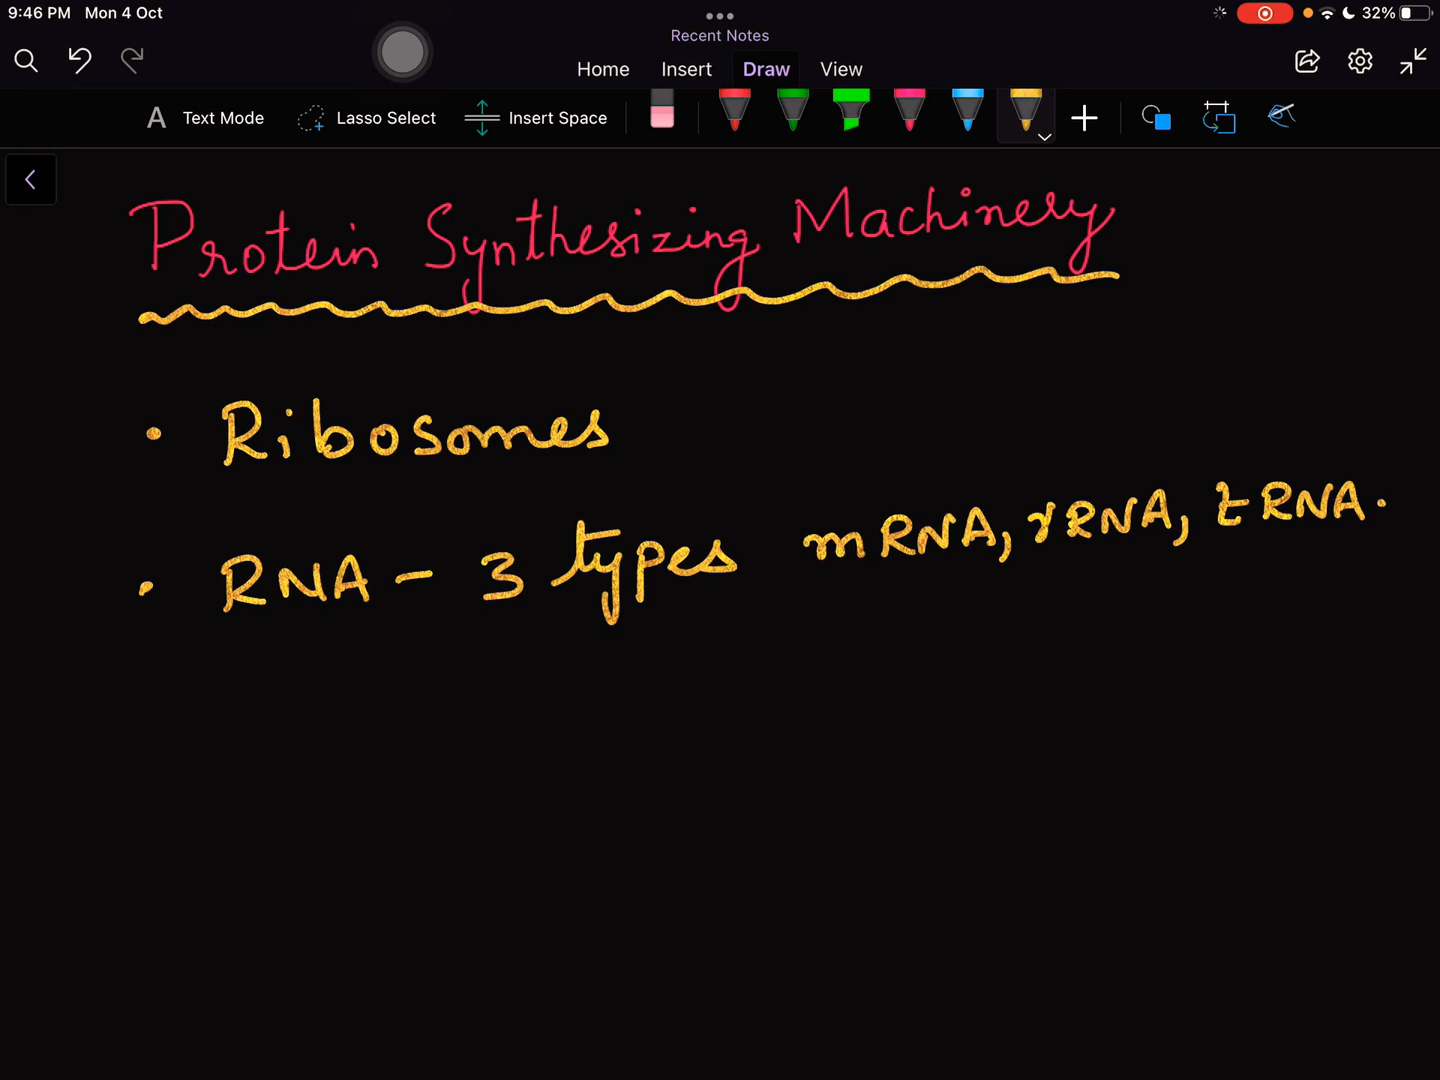 9:46 PM Mon 4 Oct
32%
Recent Notes
Home Insert Draw View
Text Mode Lasso Select Insert Space
Protein Synthesizing Machinery
• Ribosomes
• RNA - 3 types mRNA, rRNA, tRNA.